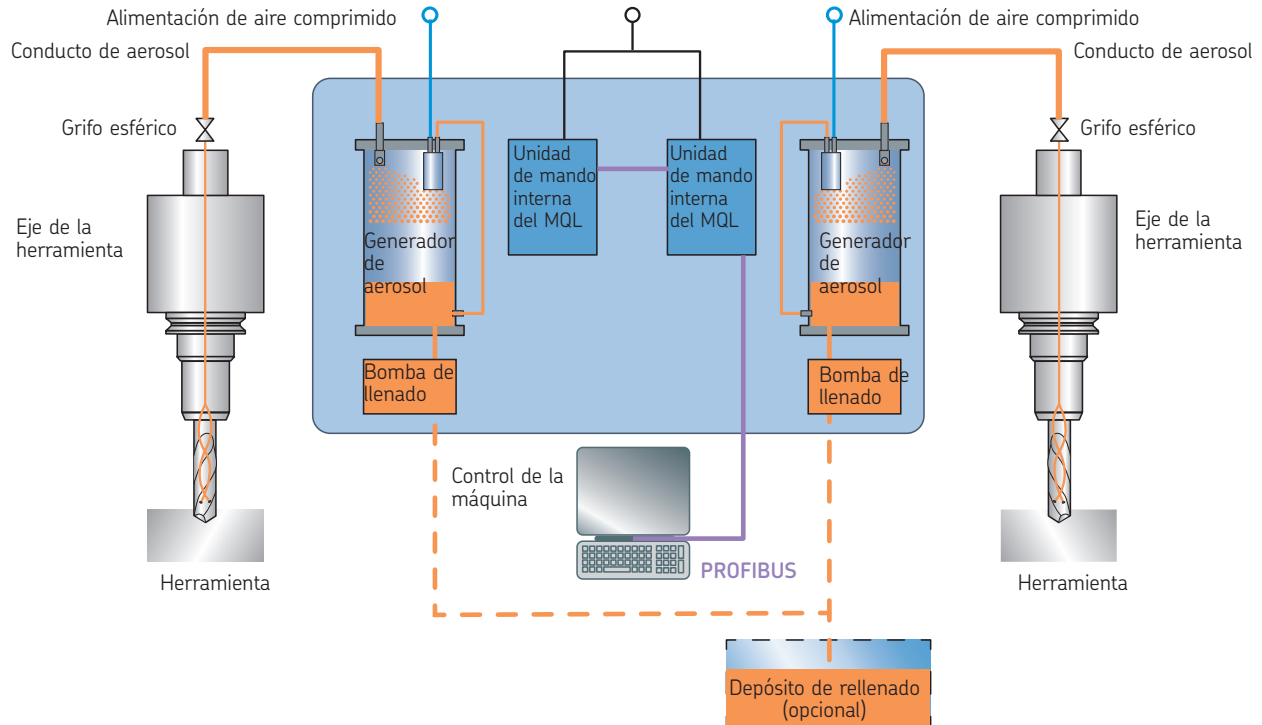 Alimentación de aire comprimido
Alimentación de aire comprimido
Conducto de aerosol
Conducto de aerosol
Grifo esférico
Grifo esférico
Unidad
de mando
interna
del MQL
Unidad
de mando
interna
del MQL
Eje de la
herramienta
Generador
de
aerosol
Generador
de
aerosol
Eje de la
herramienta
Bomba de
llenado
Bomba de
llenado
Control de la
máquina
PROFIBUS
Herramienta
Herramienta
Depósito de rellenado
(opcional)